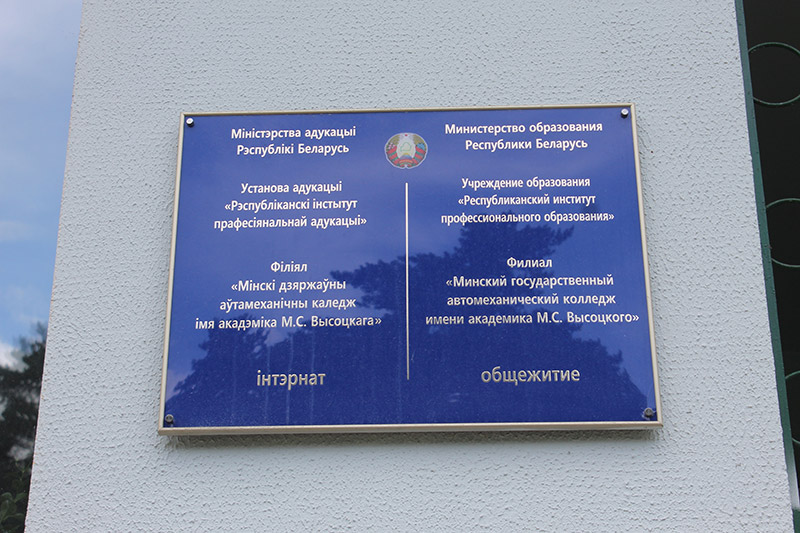 Міністэрства адукацыі
Рэспублікі Беларусь
Установа адукацыі
«Рэспубліканскі інстытут
прафесіянальнай адукацыі»
Філіял
«Мінскі дзяржаўны
аўтамеханічны каледж
імя акадэміка М.С. Высоцкага»
інтэрнат
Министерство образования
Республики Беларусь
Учреждение образования
«Республиканский институт
профессионального образования»
Филиал
«Минский государственный
автомеханический колледж
имени академика М.С. Высоцкого»
общежитие